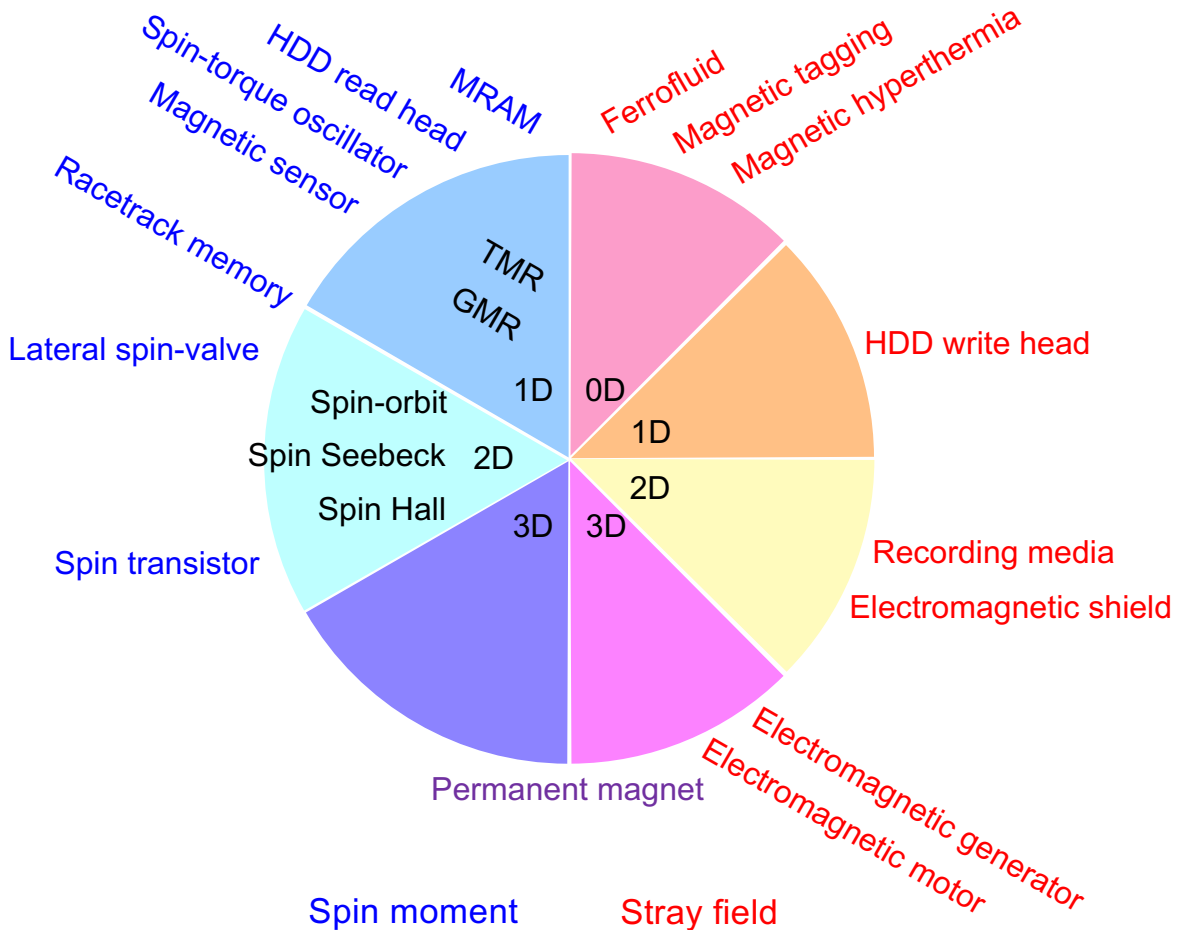 HDD read head
Spin-torque oscillator
Magnetic sensor
MRAM
Racetrack memory
Ferrofluid
Magnetic tagging
Magnetic hyperthermia
TMR
GMR
1D
0D
1D
HDD write head
Lateral spin-valve
Spin-orbit
Spin Seebeck
Spin Hall
2D
2D
3D
3D
Spin transistor
Recording media
Electromagnetic shield
Permanent magnet
Electromagnetic generator
Electromagnetic motor
Spin moment
Stray field